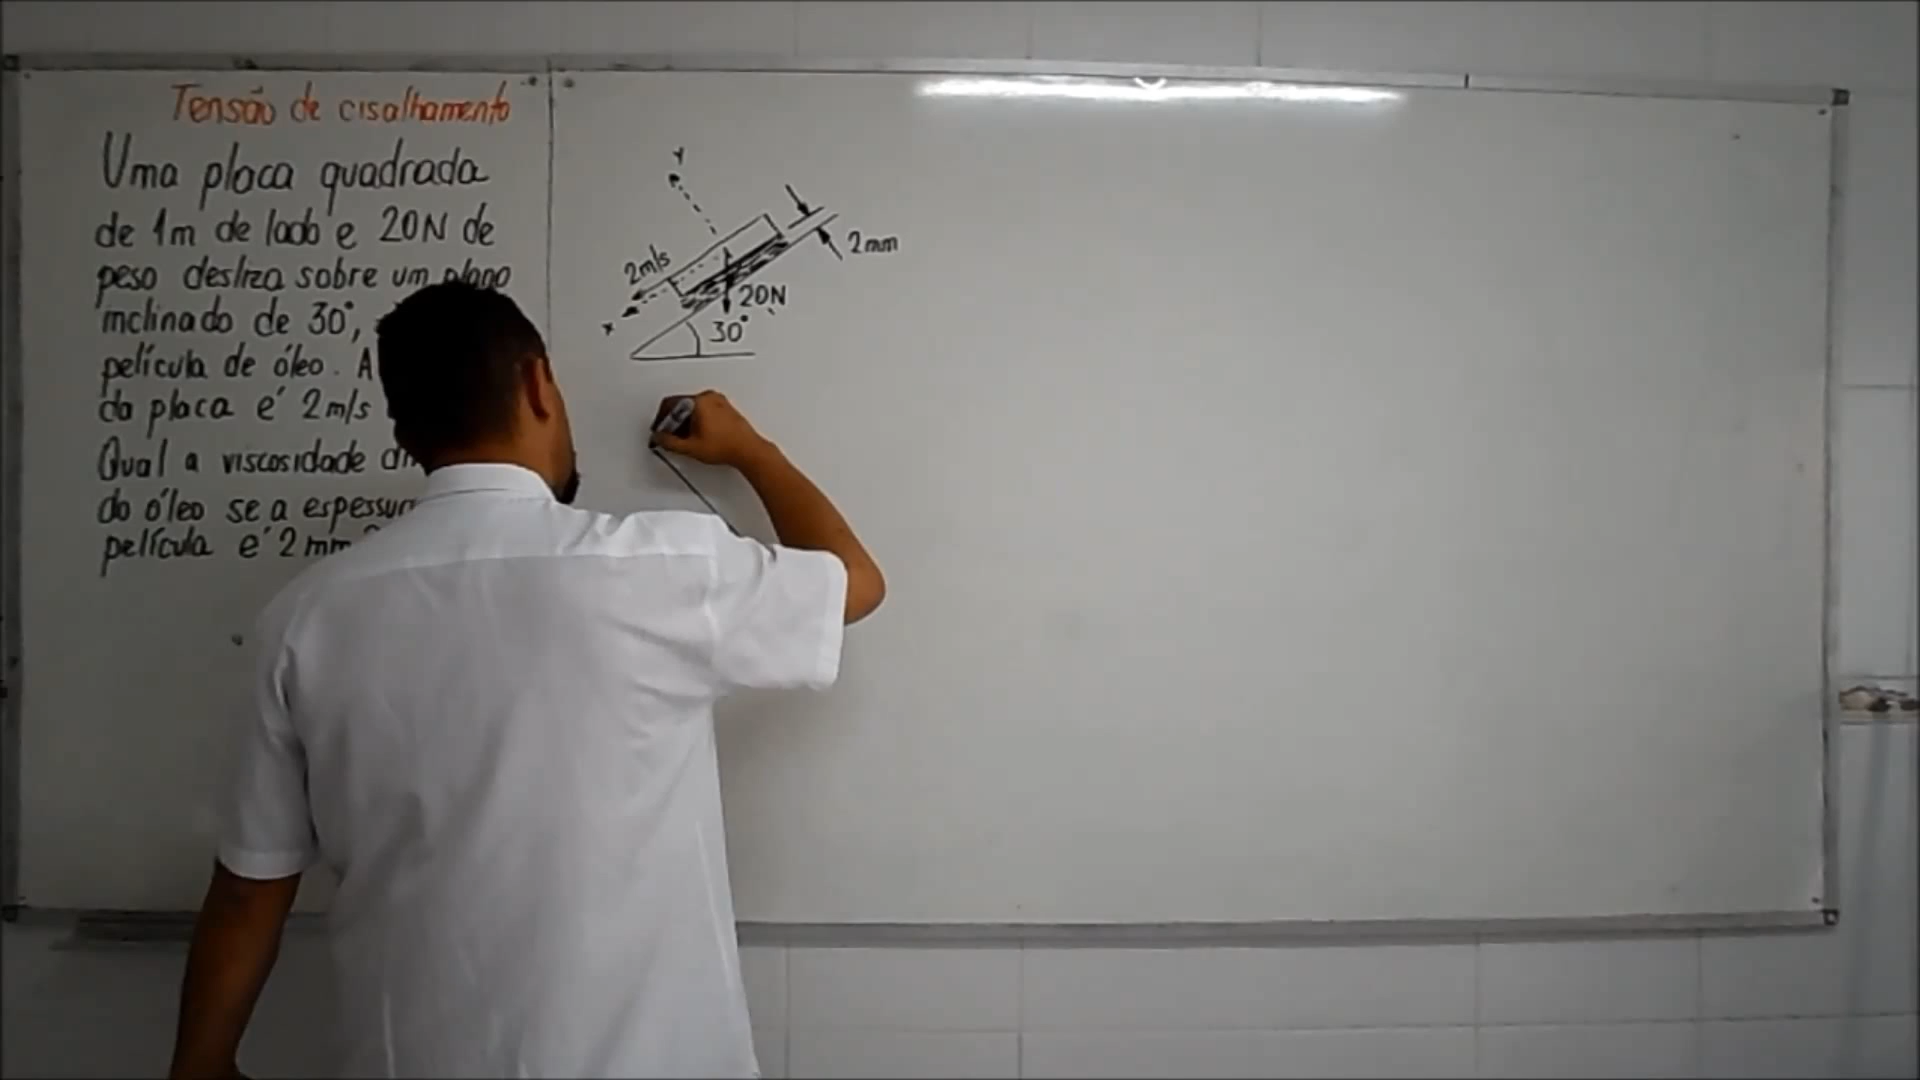 Tensão de cisalhamento
Uma placa quadrada
de 1m de lado e 20N de
peso desliza sobre um plano
inclinado de 30°,
película de óleo. A
da placa é 2m/s
Qual a viscosidade
do óleo se a espessura
película é 2mm
Y
2mm
2m/s
20N
X
30°